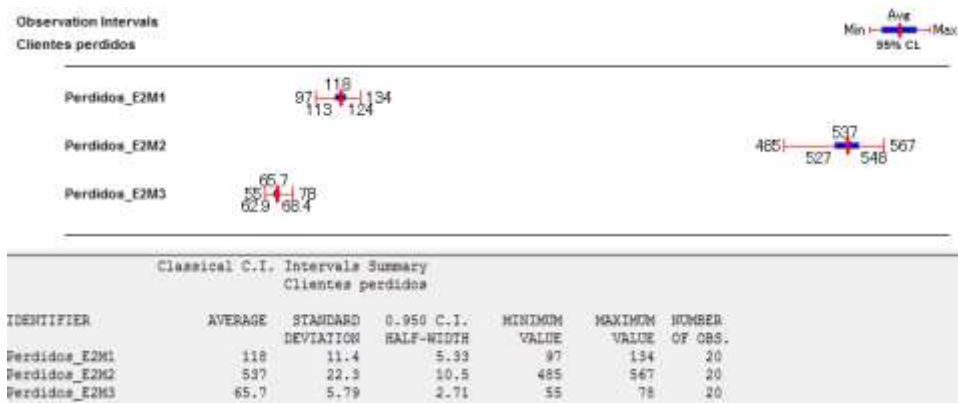 Observation Intervals
Clientes perdidos
Avg
Min Max
95% CL
Perdidos_E2M1
118
97 134
113 124
Perdidos_E2M2
537
485 567
527 548
Perdidos_E2M3
65.7
55 78
62.9 68.4
Classical C.I. Intervals Summary
Clientes perdidos
IDENTIFIER AVERAGE STANDARD 0.950 C.I. MINIMUM MAXIMUM NUMBER
DEVIATION HALF-WIDTH VALUE VALUE OF OBS.
Perdidos_E2M1 118 11.4 5.33 97 134 20
Perdidos_E2M2 537 22.3 10.5 485 567 20
Perdidos_E2M3 65.7 5.79 2.71 55 78 20